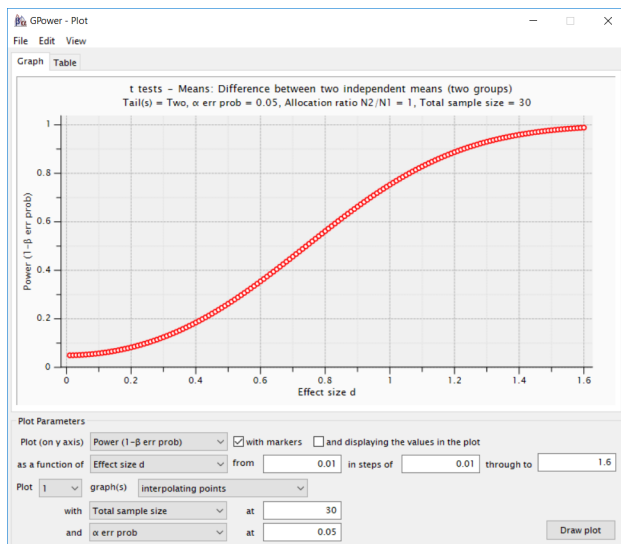 GPower - Plot
File Edit View
Graph Table
t tests – Means: Difference between two independent means (two groups)
Tail(s) = Two, α err prob = 0.05, Allocation ratio N2/N1 = 1, Total sample size = 30
1
0.8
0.6
0.4
0.2
0
Power (1-β err prob)
0 0.2 0.4 0.6 0.8 1 1.2 1.4 1.6
Effect size d
Plot Parameters
Plot (on y axis) Power (1-β err prob) with markers and displaying the values in the plot
as a function of Effect size d from 0.01 in steps of 0.01 through to 1.6
Plot 1 graph(s) interpolating points
with Total sample size at 30
and α err prob at 0.05 Draw plot